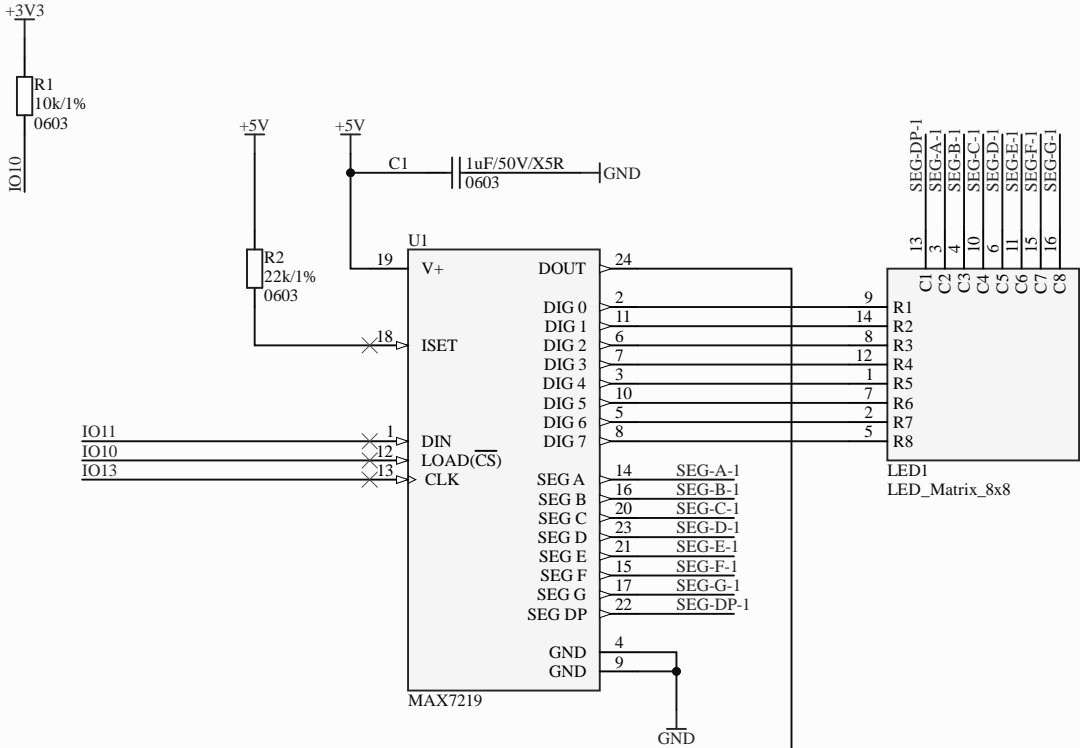 +3V3
R1
10k/1%
0603
IO10
+5V
+5V
C1
1uF/50V/X5R
0603
GND
R2
22k/1%
0603
U1
19 V+
18 ISET
IO11 1 DIN
IO10 12 LOAD(CS)
IO13 13 CLK
DOUT 24
DIG 0 2
DIG 1 11
DIG 2 6
DIG 3 7
DIG 4 3
DIG 5 10
DIG 6 5
DIG 7 8
SEG A 14 SEG-A-1
SEG B 16 SEG-B-1
SEG C 20 SEG-C-1
SEG D 23 SEG-D-1
SEG E 21 SEG-E-1
SEG F 15 SEG-F-1
SEG G 17 SEG-G-1
SEG DP 22 SEG-DP-1
GND 4
GND 9
MAX7219
GND
SEG-DP-1 13 C1
SEG-A-1 3 C2
SEG-B-1 4 C3
SEG-C-1 10 C4
SEG-D-1 6 C5
SEG-E-1 11 C6
SEG-F-1 15 C7
SEG-G-1 16 C8
9 R1
14 R2
8 R3
12 R4
1 R5
7 R6
2 R7
5 R8
LED1
LED_Matrix_8x8